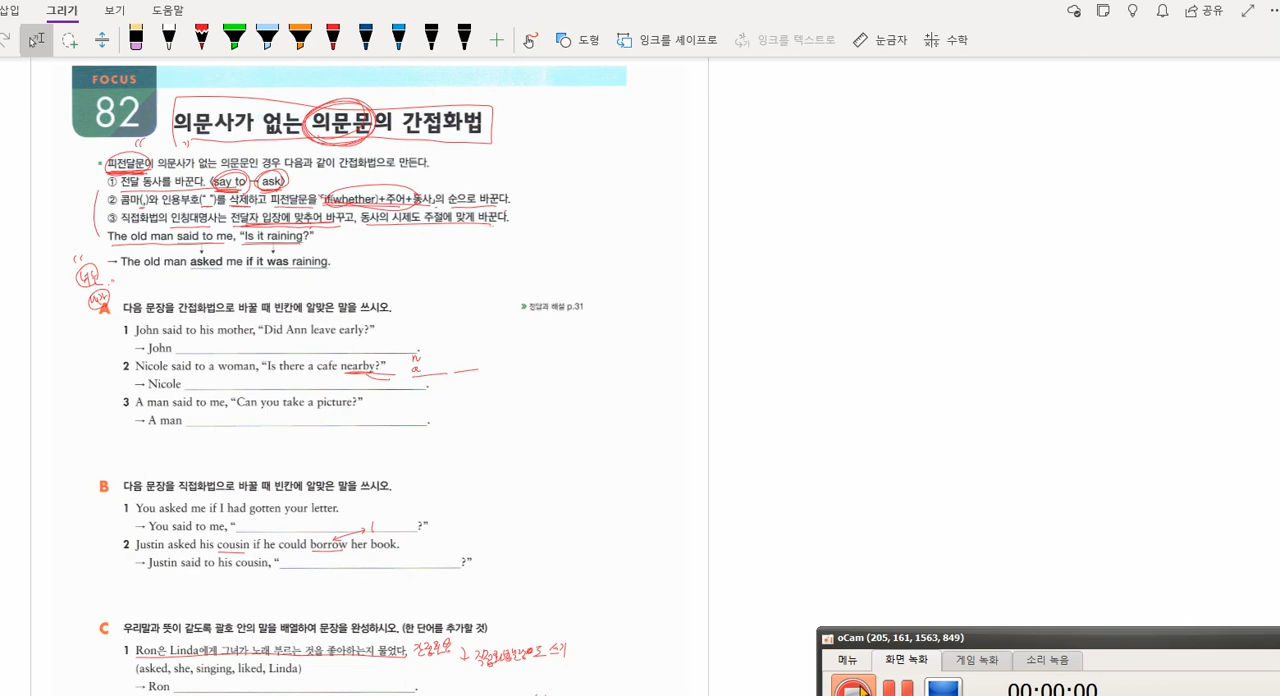 삽입 그리기 보기 도움말
공유
도형 잉크를 셰이프로 잉크를 텍스트로 눈금자 수학
FOCUS
82
의문사가 없는 의문문의 간접화법
피전달문이 의문사가 없는 의문문인 경우 다음과 같이 간접화법으로 만든다.
① 전달 동사를 바꾼다. (say to → ask)
② 콤마(,)와 인용부호(“ ”)를 삭제하고 피전달문을 「if(whether)+주어+동사」의 순으로 바꾼다.
③ 직접화법의 인칭대명사는 전달자 입장에 맞추어 바꾸고, 동사의 시제도 주절에 맞게 바꾼다.
The old man said to me, “Is it raining?”
→ The old man asked me if it was raining.
A 다음 문장을 간접화법으로 바꿀 때 빈칸에 알맞은 말을 쓰시오.
» 정답과 해설 p.31
1 John said to his mother, “Did Ann leave early?”
→ John .
2 Nicole said to a woman, “Is there a cafe nearby?”
→ Nicole .
3 A man said to me, “Can you take a picture?”
→ A man .
B 다음 문장을 직접화법으로 바꿀 때 빈칸에 알맞은 말을 쓰시오.
1 You asked me if I had gotten your letter.
→ You said to me, “ ?”
2 Justin asked his cousin if he could borrow her book.
→ Justin said to his cousin, “ ?”
C 우리말과 뜻이 같도록 괄호 안의 말을 배열하여 문장을 완성하시오. (한 단어를 추가할 것)
1 Ron은 Linda에게 그녀가 노래 부르는 것을 좋아하는지 물었다.
(asked, she, singing, liked, Linda)
→ Ron .
oCam (205, 161, 1563, 849)
메뉴 화면 녹화 게임 녹화 소리 녹음
00:00:00